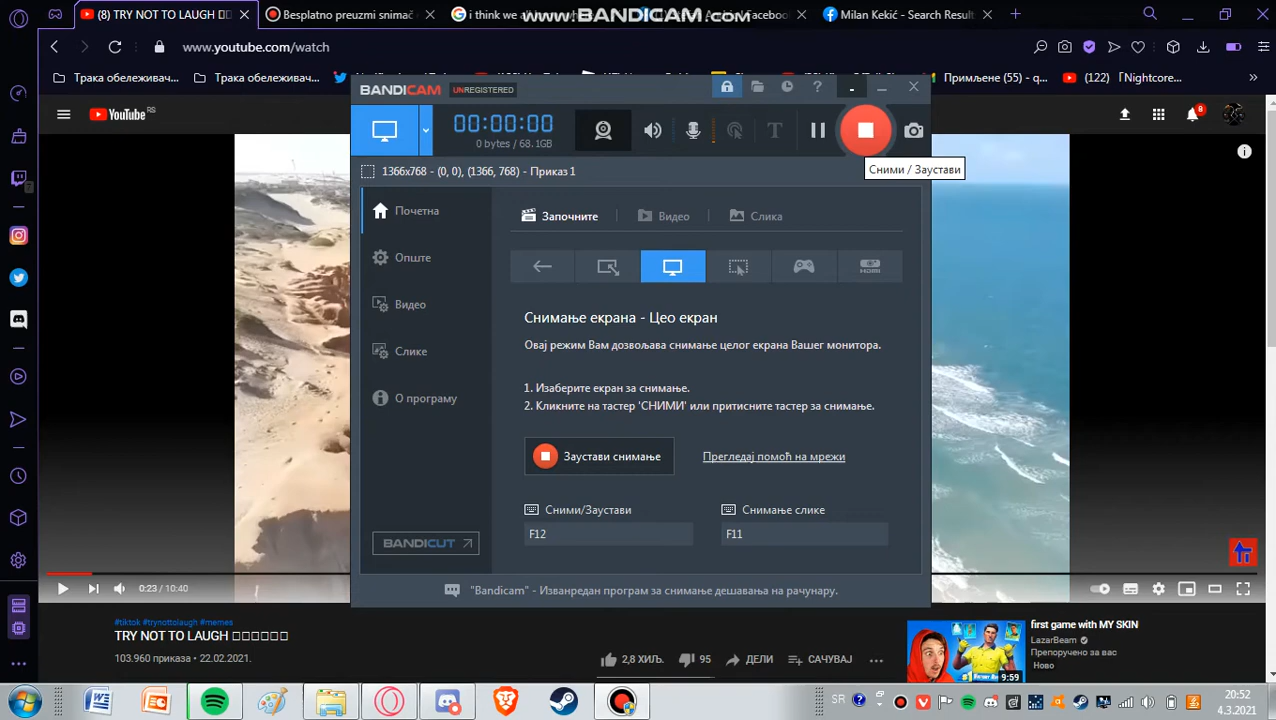 TRY NOT TO LAUGH
Besplatno preuzmi snimač
i think we al
www.BANDICAM.com
Facebook
Milan Kekić - Search Result
www.youtube.com/watch
Трака обележивач...
Трака обележивач...
Примљене (55) - q...
(122) 「Nightcore...
YouTube RS
8
BANDICAM UNREGISTERED
00:00:00
0 bytes / 68.1GB
Сними / Заустави
1366x768 - (0, 0), (1366, 768) - Приказ 1
Почетна
Опште
Видео
Слике
О програму
BANDICUT
Започните
Видео
Слика
HDMI
Снимање екрана - Цео екран
Овај режим Вам дозвољава снимање целог екрана Вашег монитора.
1. Изаберите екран за снимање.
2. Кликните на тастер 'СНИМИ' или притисните тастер за снимање.
Заустави снимање
Прегледај помоћ на мрежи
Сними/Заустави
Снимање слике
F12
F11
"Bandicam" - Изванредан програм за снимање дешавања на рачунару.
0:23 / 10:40
#tiktok #trynottolaugh #memes
TRY NOT TO LAUGH □□□□□□
103.960 приказа • 22.02.2021.
2,8 ХИЉ.
95
ДЕЛИ
САЧУВАЈ
first game with MY SKIN
LazarBeam
Препоручено за вас
Ново
9:59
SR
20:52
4.3.2021